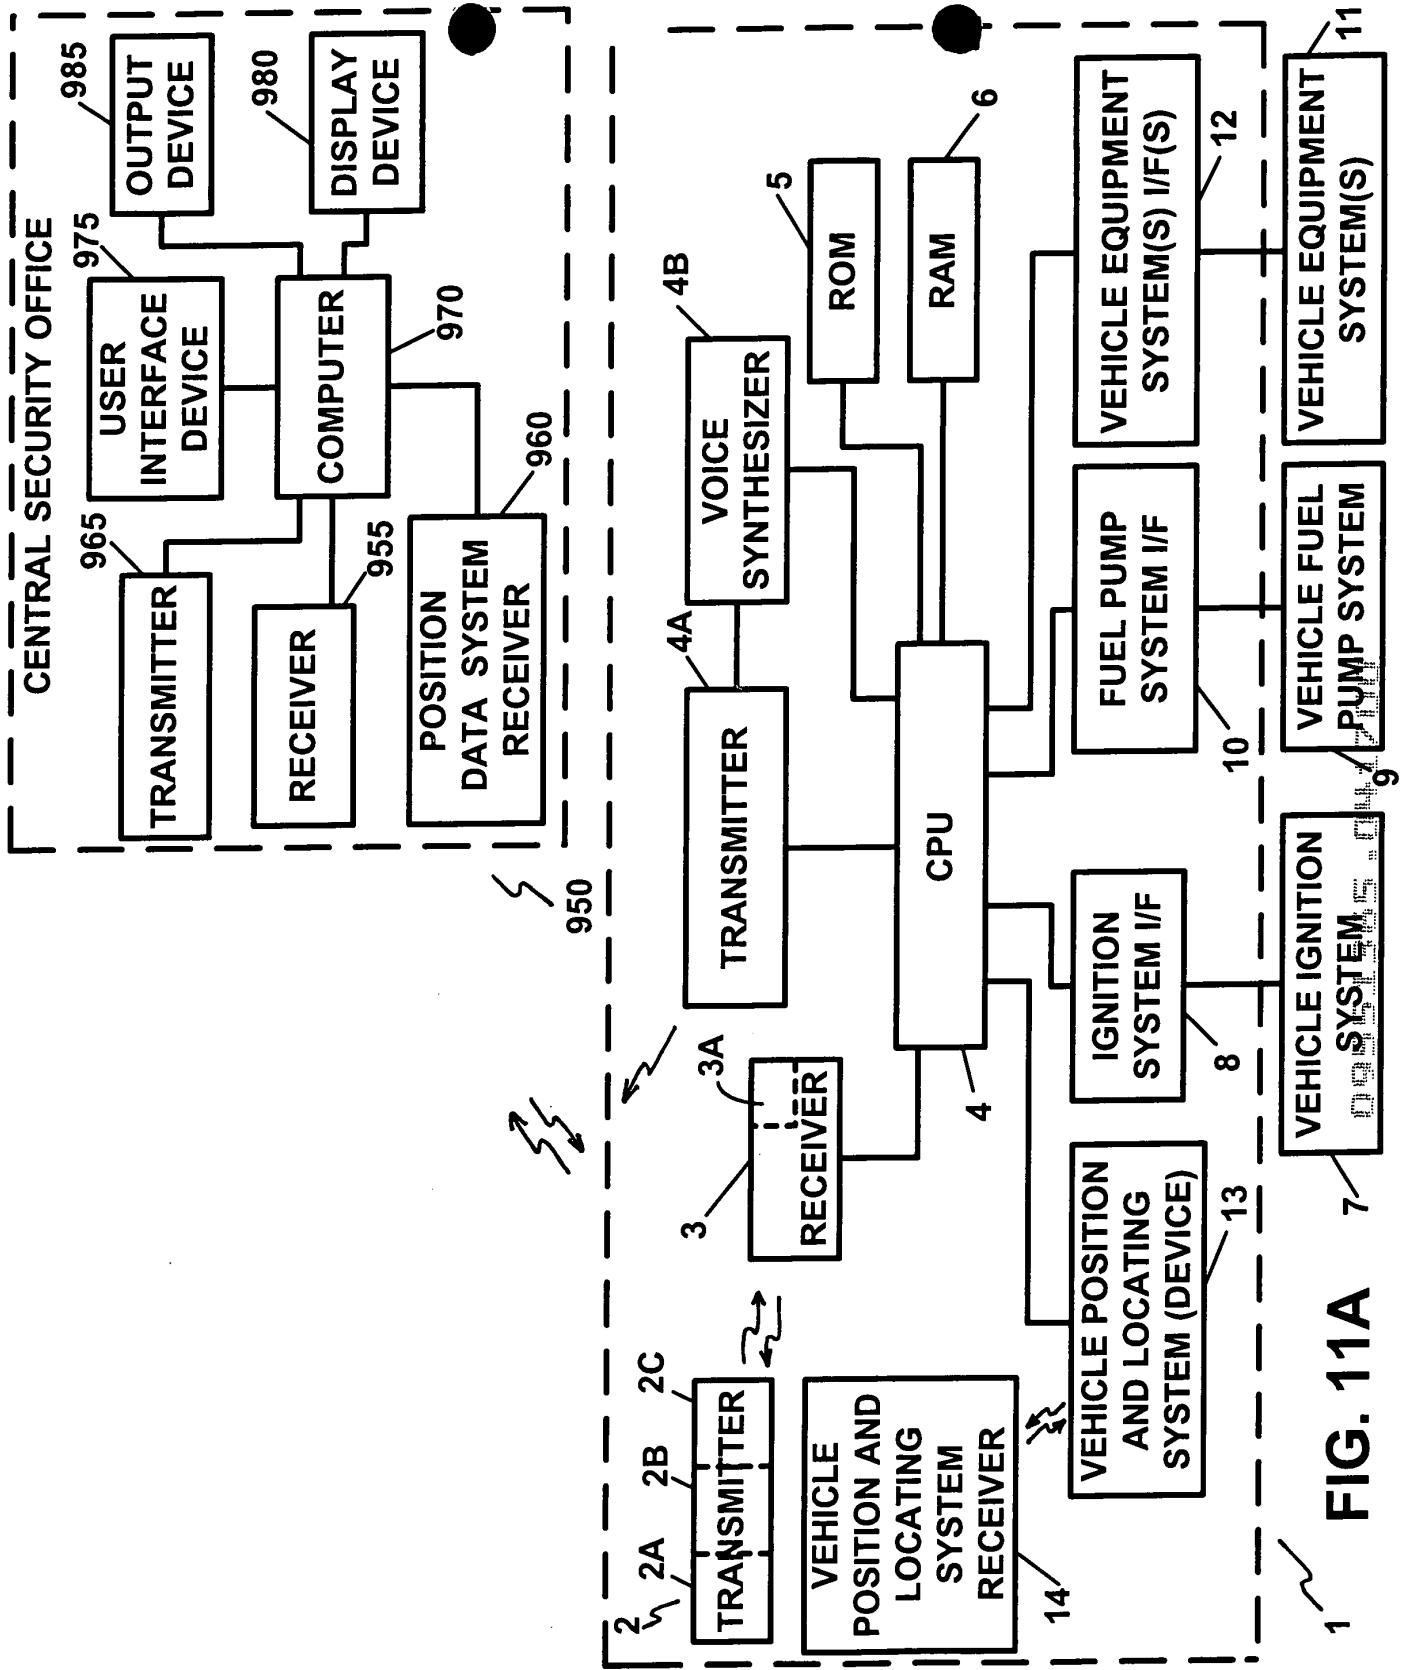 CENTRAL SECURITY OFFICE
965
TRANSMITTER
975
USER
INTERFACE
DEVICE
985
OUTPUT
DEVICE
RECEIVER
955
COMPUTER
970
980
DISPLAY
DEVICE
POSITION
DATA SYSTEM
RECEIVER
960
950
2
2A
2B
2C
TRANSMITTER
3
3A
RECEIVER
4A
TRANSMITTER
4B
VOICE
SYNTHESIZER
5
ROM
6
RAM
CPU
4
VEHICLE
POSITION AND
LOCATING
SYSTEM
RECEIVER
14
VEHICLE POSITION
AND LOCATING
SYSTEM (DEVICE)
13
IGNITION
SYSTEM I/F
8
FUEL PUMP
SYSTEM I/F
10
VEHICLE EQUIPMENT
SYSTEM(S) I/F(S)
12
VEHICLE IGNITION
SYSTEM
7
VEHICLE FUEL
PUMP SYSTEM
9
VEHICLE EQUIPMENT
SYSTEM(S)
11
1
FIG. 11A